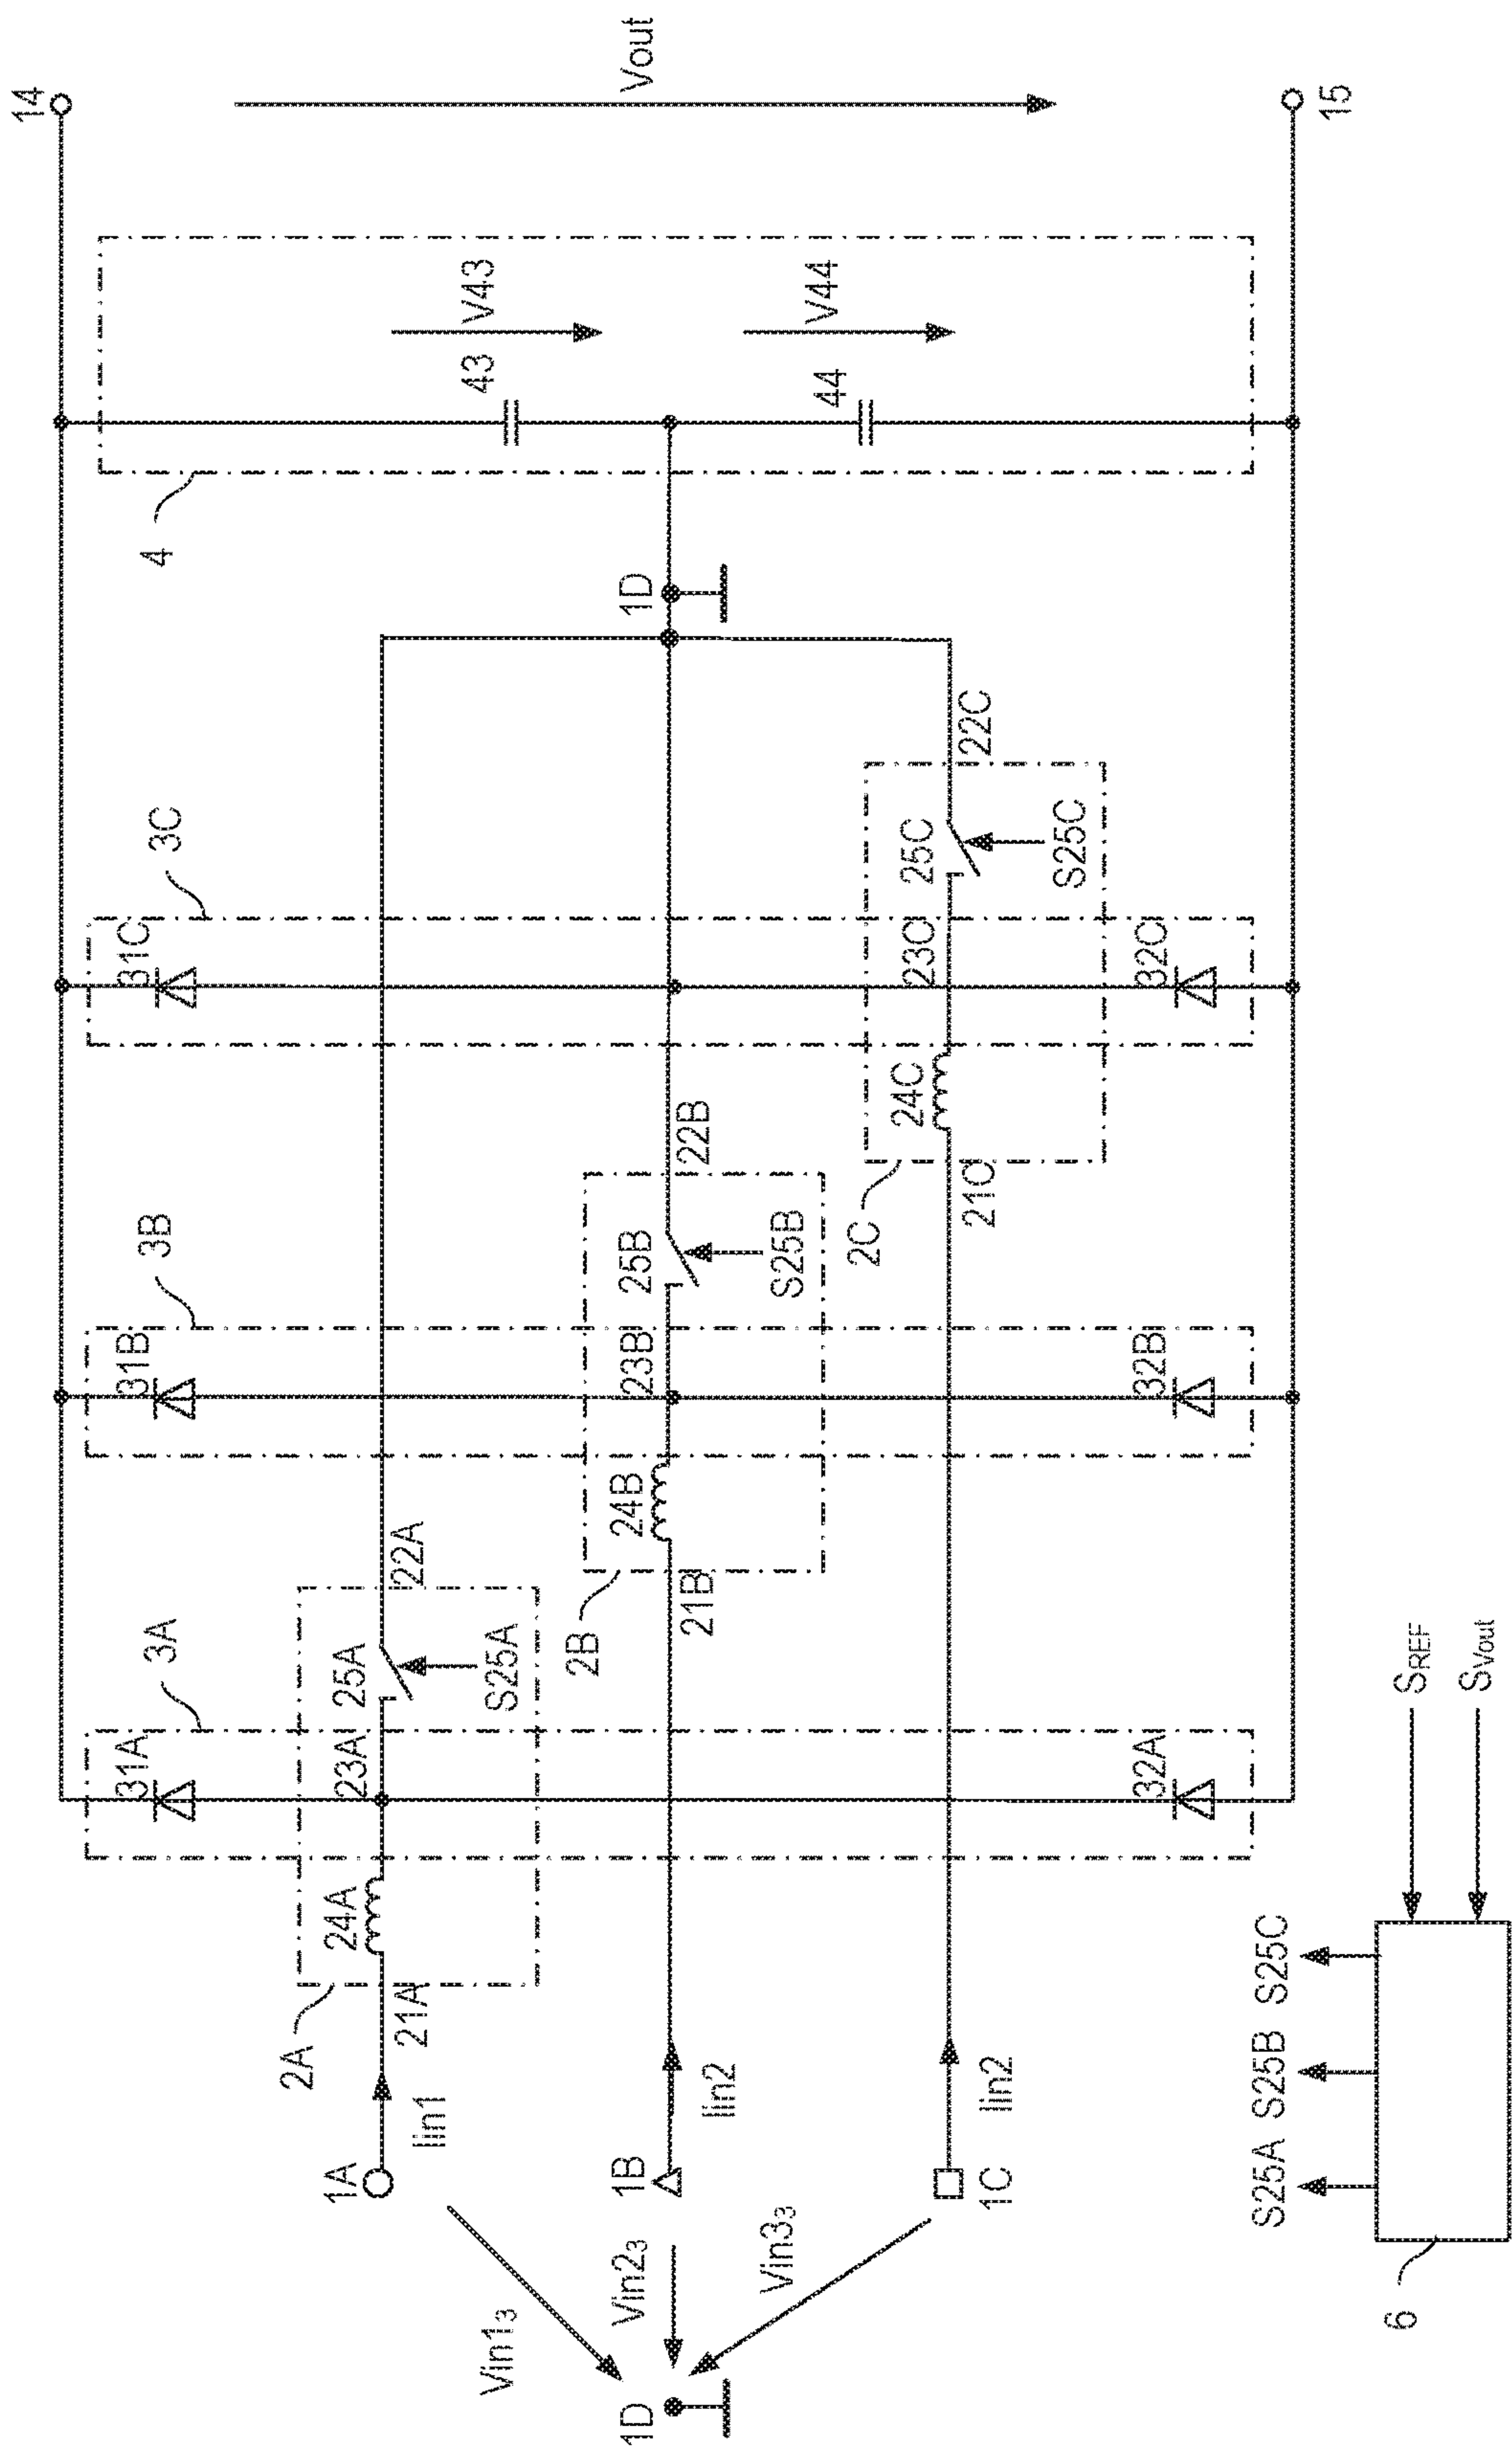 14
Vout
15
4
43
V43
44
V44
1D
3C
31C
25C
S25C
22C
23C
32C
24C
21C
2C
3B
31B
25B
S25B
22B
23B
32B
24B
21B
2B
3A
31A
25A
S25A
22A
23A
32A
24A
21A
2A
1A
Iin1
1B
Iin2
1C
Iin2
Vin13
Vin23
Vin33
1D
SREF
SVout
S25A S25B S25C
6